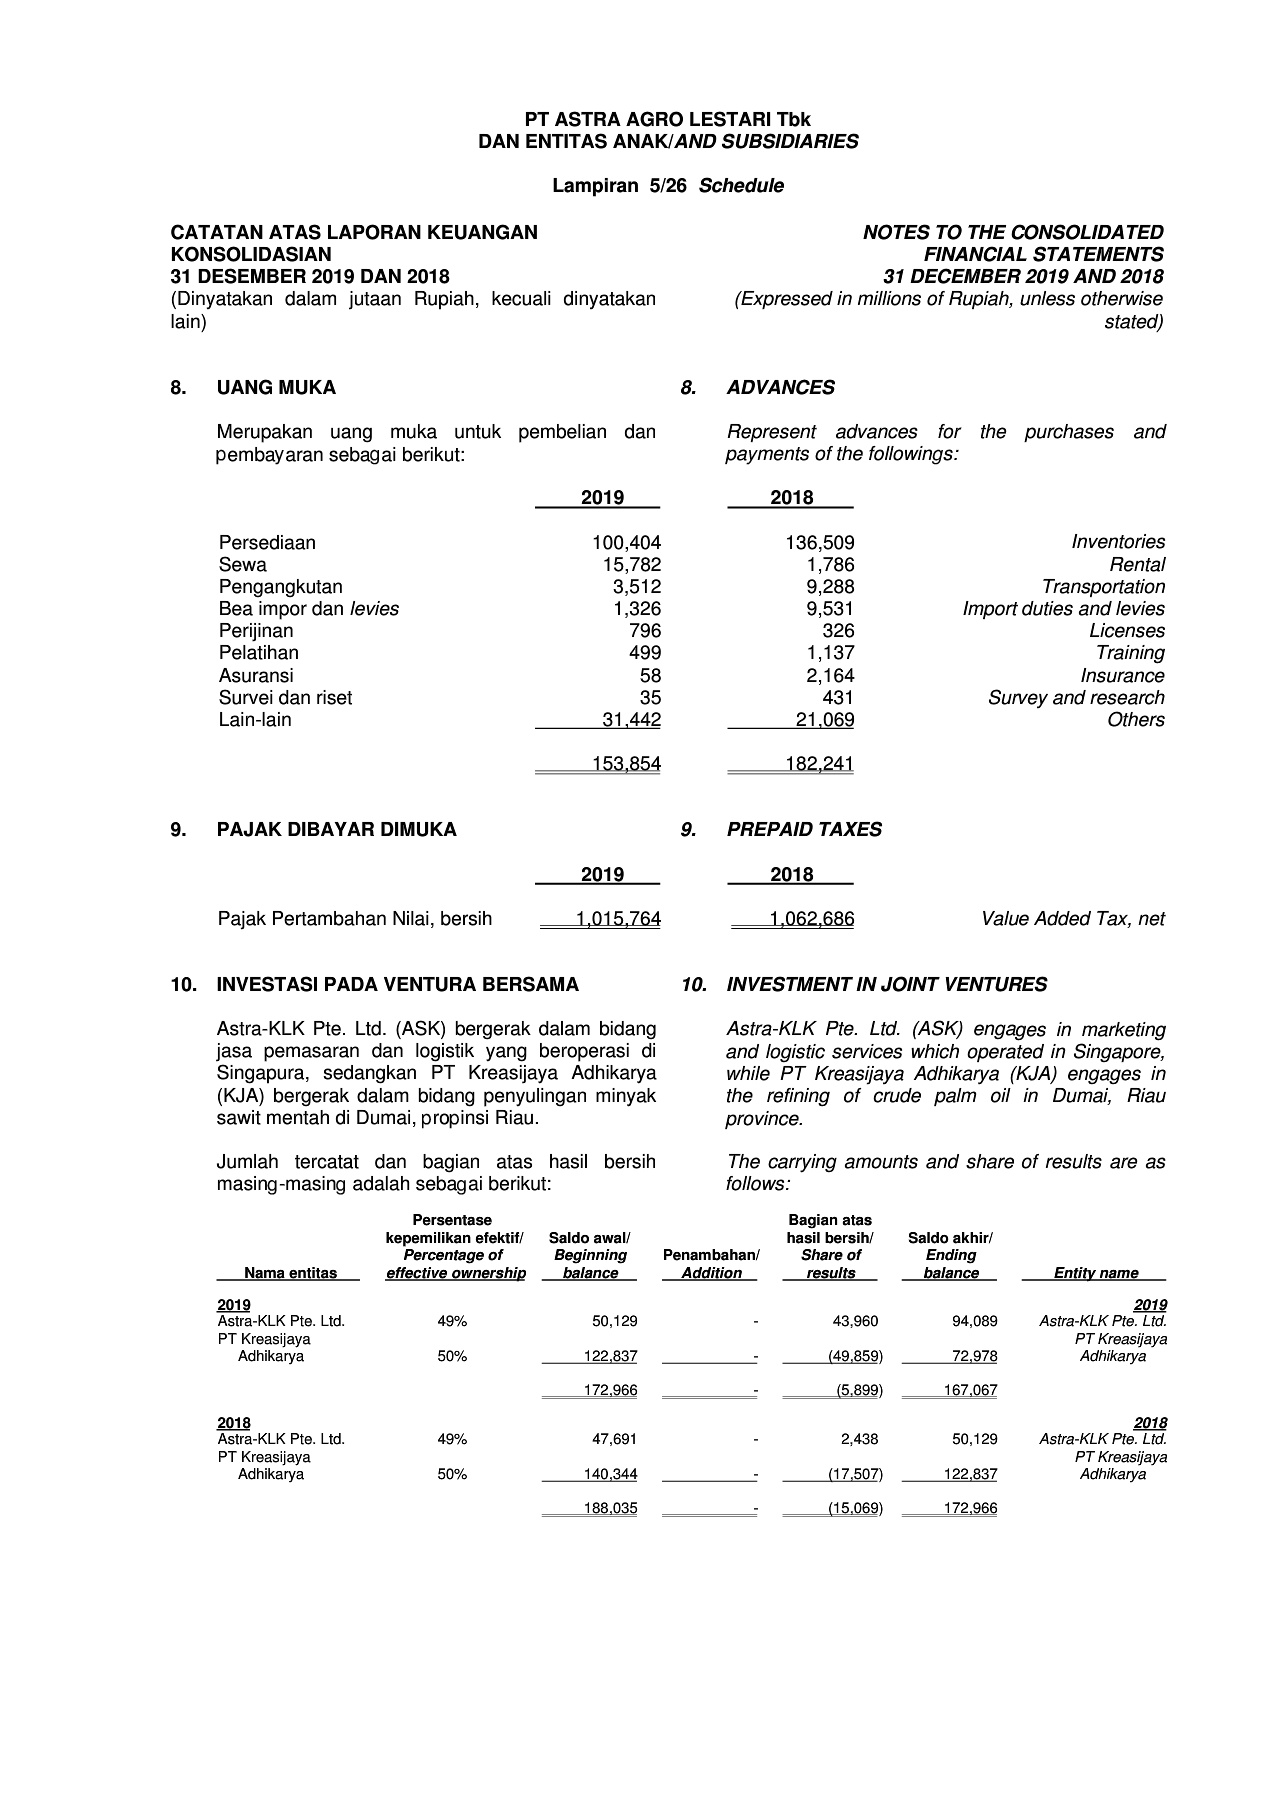 PT ASTRA AGRO LESTARI Tbk
DAN ENTITAS ANAK/AND SUBSIDIARIES
Lampiran 5/26 Schedule
CATATAN ATAS LAPORAN KEUANGAN
KONSOLIDASIAN
31 DESEMBER 2019 DAN 2018
(Dinyatakan dalam jutaan Rupiah, kecuali dinyatakan
lain)
NOTES TO THE CONSOLIDATED
FINANCIAL STATEMENTS
31 DECEMBER 2019 AND 2018
(Expressed in millions of Rupiah, unless otherwise
stated)
8. UANG MUKA
8. ADVANCES
Merupakan uang muka untuk pembelian dan
pembayaran sebagai berikut:
Represent advances for the purchases and
payments of the followings:
2019 2018
Persediaan 100,404 136,509 Inventories
Sewa 15,782 1,786 Rental
Pengangkutan 3,512 9,288 Transportation
Bea impor dan levies 1,326 9,531 Import duties and levies
Perijinan 796 326 Licenses
Pelatihan 499 1,137 Training
Asuransi 58 2,164 Insurance
Survei dan riset 35 431 Survey and research
Lain-lain 31,442 21,069 Others
153,854 182,241
9. PAJAK DIBAYAR DIMUKA
9. PREPAID TAXES
2019 2018
Pajak Pertambahan Nilai, bersih 1,015,764 1,062,686 Value Added Tax, net
10. INVESTASI PADA VENTURA BERSAMA
10. INVESTMENT IN JOINT VENTURES
Astra-KLK Pte. Ltd. (ASK) bergerak dalam bidang
jasa pemasaran dan logistik yang beroperasi di
Singapura, sedangkan PT Kreasijaya Adhikarya
(KJA) bergerak dalam bidang penyulingan minyak
sawit mentah di Dumai, propinsi Riau.
Astra-KLK Pte. Ltd. (ASK) engages in marketing
and logistic services which operated in Singapore,
while PT Kreasijaya Adhikarya (KJA) engages in
the refining of crude palm oil in Dumai, Riau
province.
Jumlah tercatat dan bagian atas hasil bersih
masing-masing adalah sebagai berikut:
The carrying amounts and share of results are as
follows:
Persentase Bagian atas
kepemilikan efektif/ Saldo awal/ hasil bersih/ Saldo akhir/
Percentage of Beginning Penambahan/ Share of Ending
Nama entitas effective ownership balance Addition results balance Entity name
2019 2019
Astra-KLK Pte. Ltd. 49% 50,129 - 43,960 94,089 Astra-KLK Pte. Ltd.
PT Kreasijaya PT Kreasijaya
Adhikarya 50% 122,837 - (49,859) 72,978 Adhikarya
172,966 - (5,899) 167,067
2018 2018
Astra-KLK Pte. Ltd. 49% 47,691 - 2,438 50,129 Astra-KLK Pte. Ltd.
PT Kreasijaya PT Kreasijaya
Adhikarya 50% 140,344 - (17,507) 122,837 Adhikarya
188,035 - (15,069) 172,966